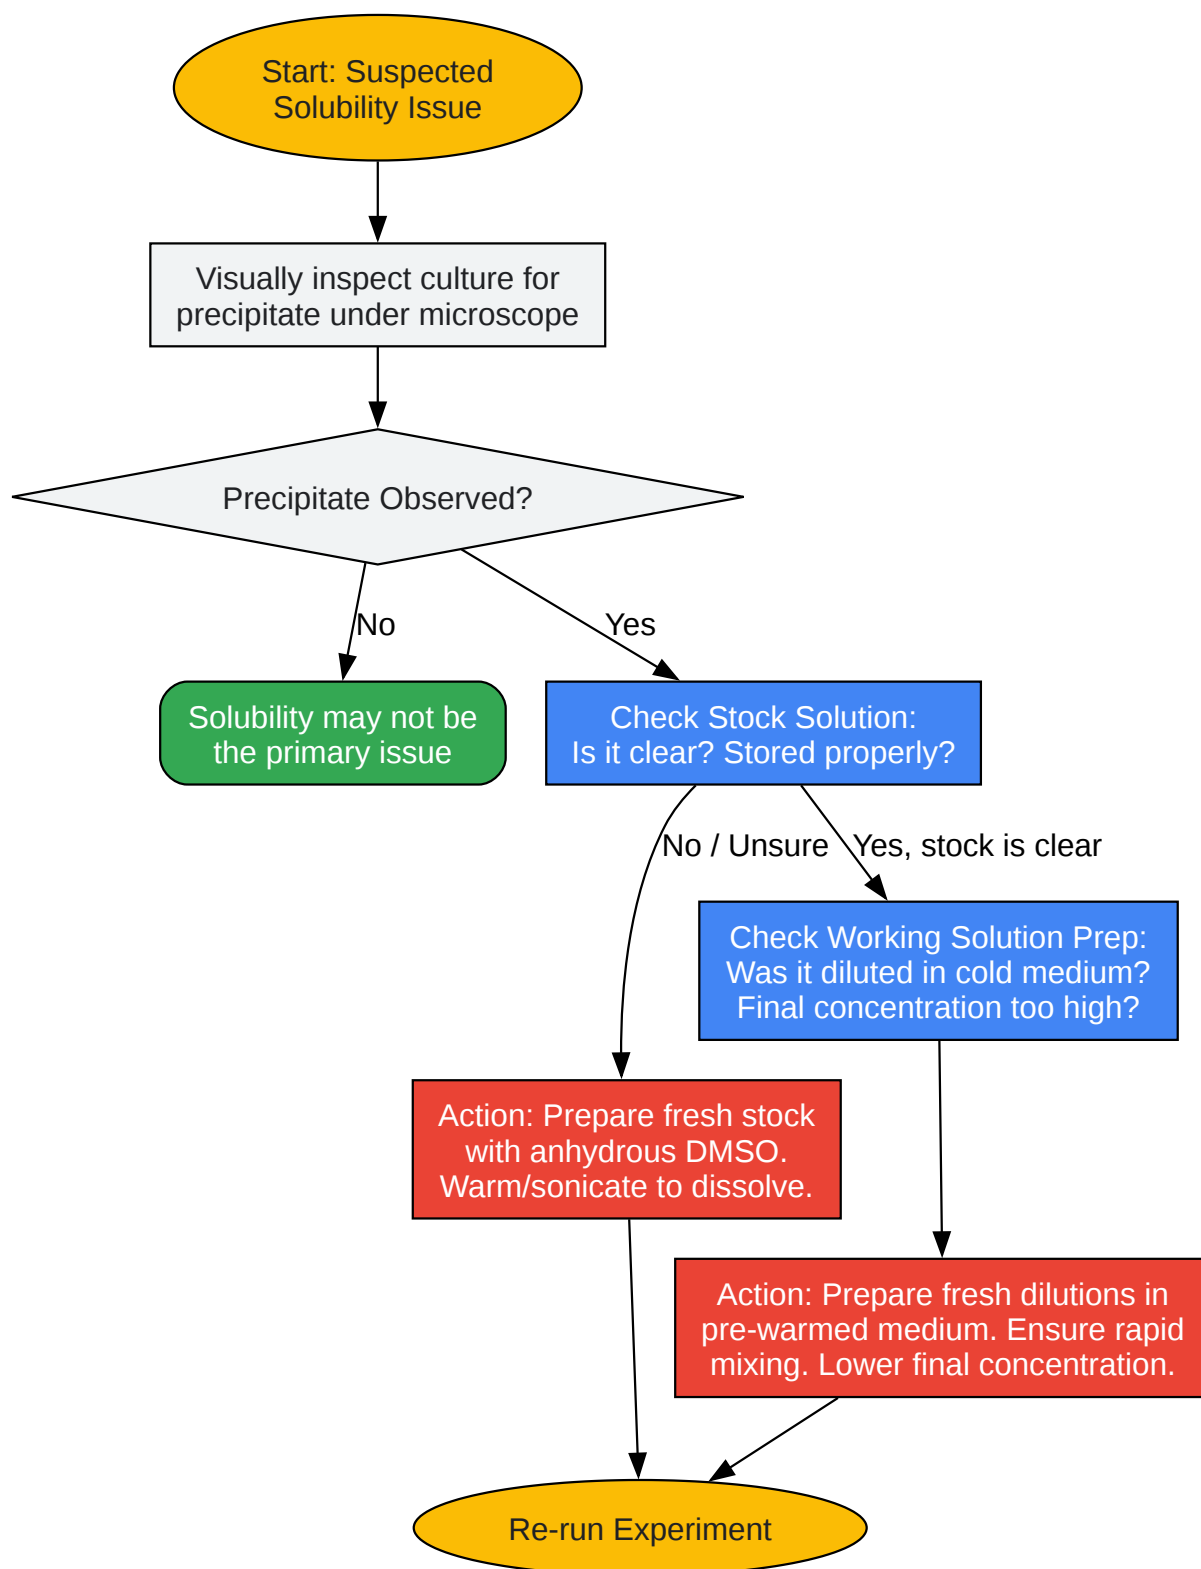 Start: Suspected
Solubility Issue
Visually inspect culture for
precipitate under microscope
Precipitate Observed?
No
Yes
Solubility may not be
the primary issue
Check Stock Solution:
Is it clear? Stored properly?
No / Unsure
Yes, stock is clear
Check Working Solution Prep:
Was it diluted in cold medium?
Final concentration too high?
Action: Prepare fresh stock
with anhydrous DMSO.
Warm/sonicate to dissolve.
Action: Prepare fresh dilutions in
pre-warmed medium. Ensure rapid
mixing. Lower final concentration.
Re-run Experiment